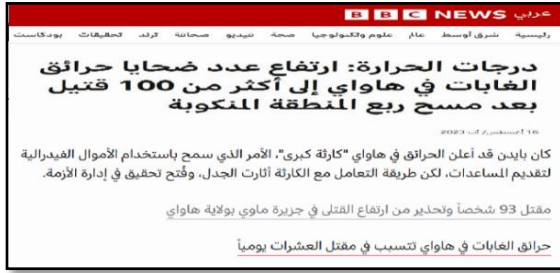 BBC NEWS عربي
رئيسية شرق أوسط عالم علوم وتكنولوجيا صحة فيديو صحافة ترند تحقيقات بودكاست
درجات الحرارة: ارتفاع عدد ضحايا حرائق
الغابات في هاواي إلى أكثر من 100 قتيل
بعد مسح ربع المنطقة المنكوبة
16 أغسطس/ آب 2023
كان بايدن قد أعلن الحرائق في هاواي "كارثة كبرى"، الأمر الذي سمح باستخدام الأموال الفيدرالية
لتقديم المساعدات، لكن طريقة التعامل مع الكارثة أثارت الجدل، وفُتح تحقيق في إدارة الأزمة.
مقتل 93 شخصاً وتحذير من ارتفاع القتلى في جزيرة ماوي بولاية هاواي
حرائق الغابات في هاواي تتسبب في مقتل العشرات يومياً